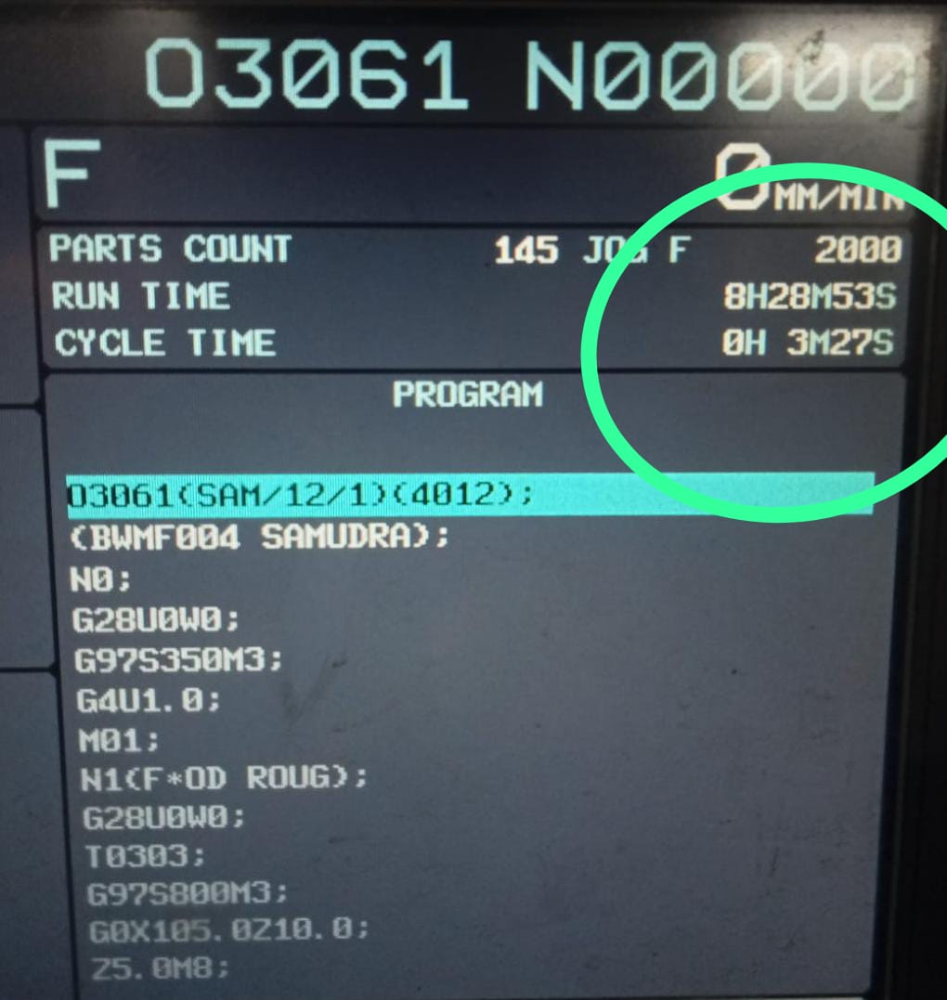 O3061 N00000
F 0 MM/MIN
PARTS COUNT 145 JOG F 2000
RUN TIME 8H28M53S
CYCLE TIME 0H 3M27S
PROGRAM
O3061(SAM/12/1)(4012);
(BWMF004 SAMUDRA);
N0;
G28U0W0;
G97S350M3;
G4U1.0;
M01;
N1(F*OD ROUG);
G28U0W0;
T0303;
G97S800M3;
G0X105.0Z10.0;
Z5.0M8;